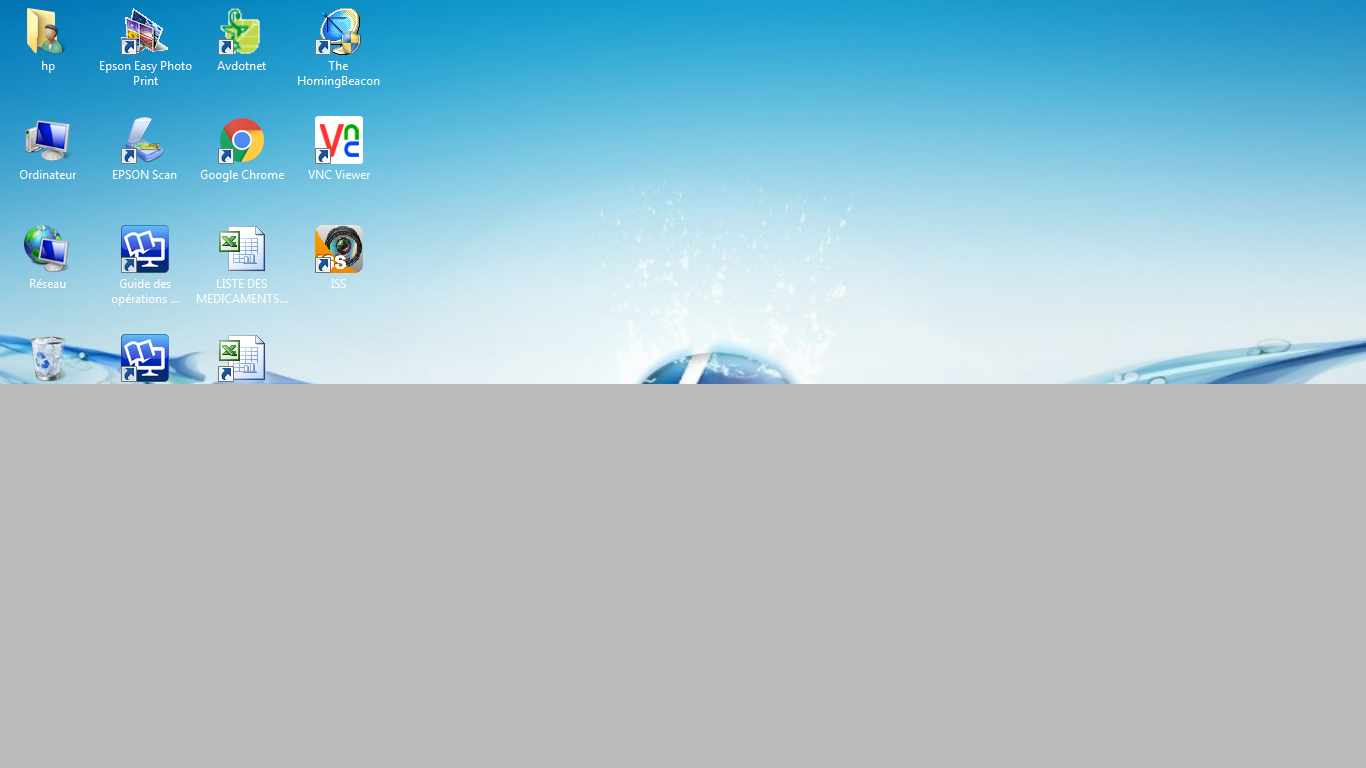 hp
Epson Easy Photo
Print
Avdotnet
The
HomingBeacon
Ordinateur
EPSON Scan
Google Chrome
VNC Viewer
Réseau
Guide des
opérations ...
LISTE DES
MEDICAMENTS...
ISS